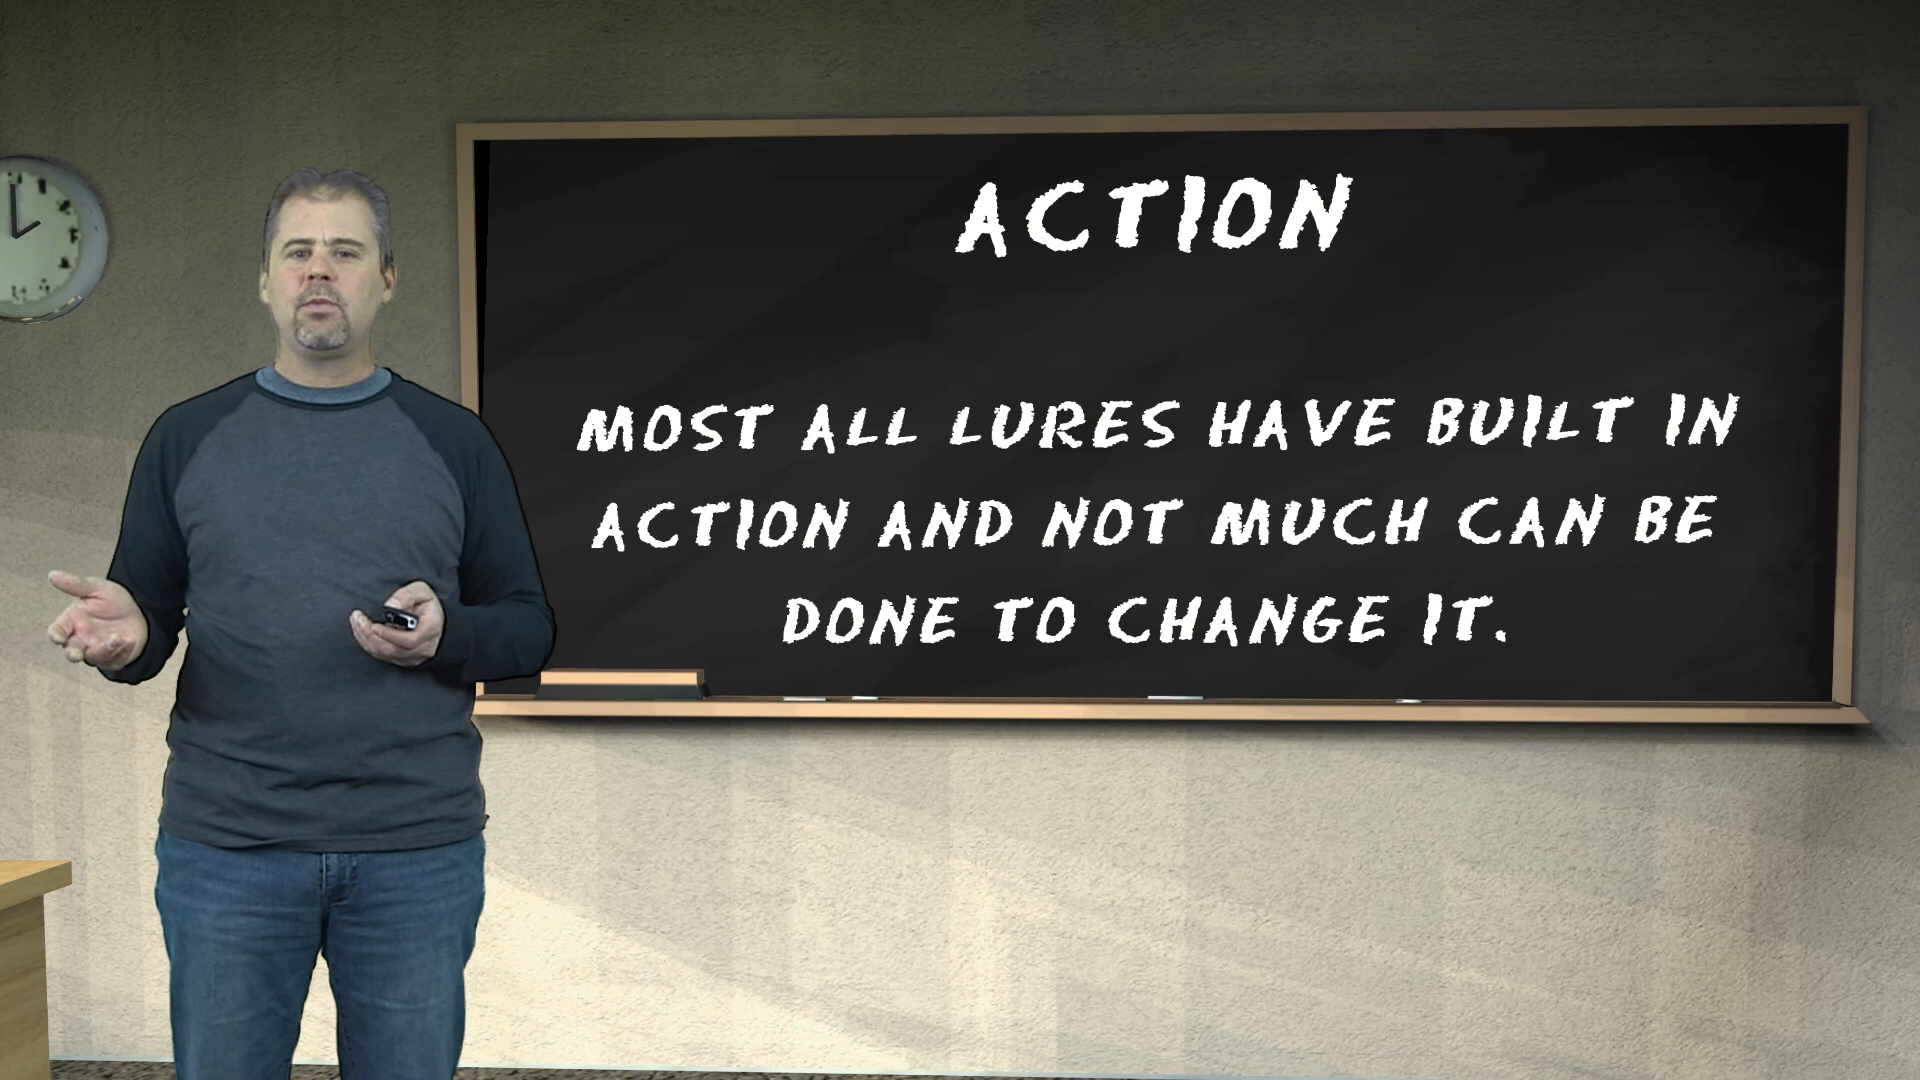 ACTION
MOST ALL LURES HAVE BUILT IN
ACTION AND NOT MUCH CAN BE
DONE TO CHANGE IT.